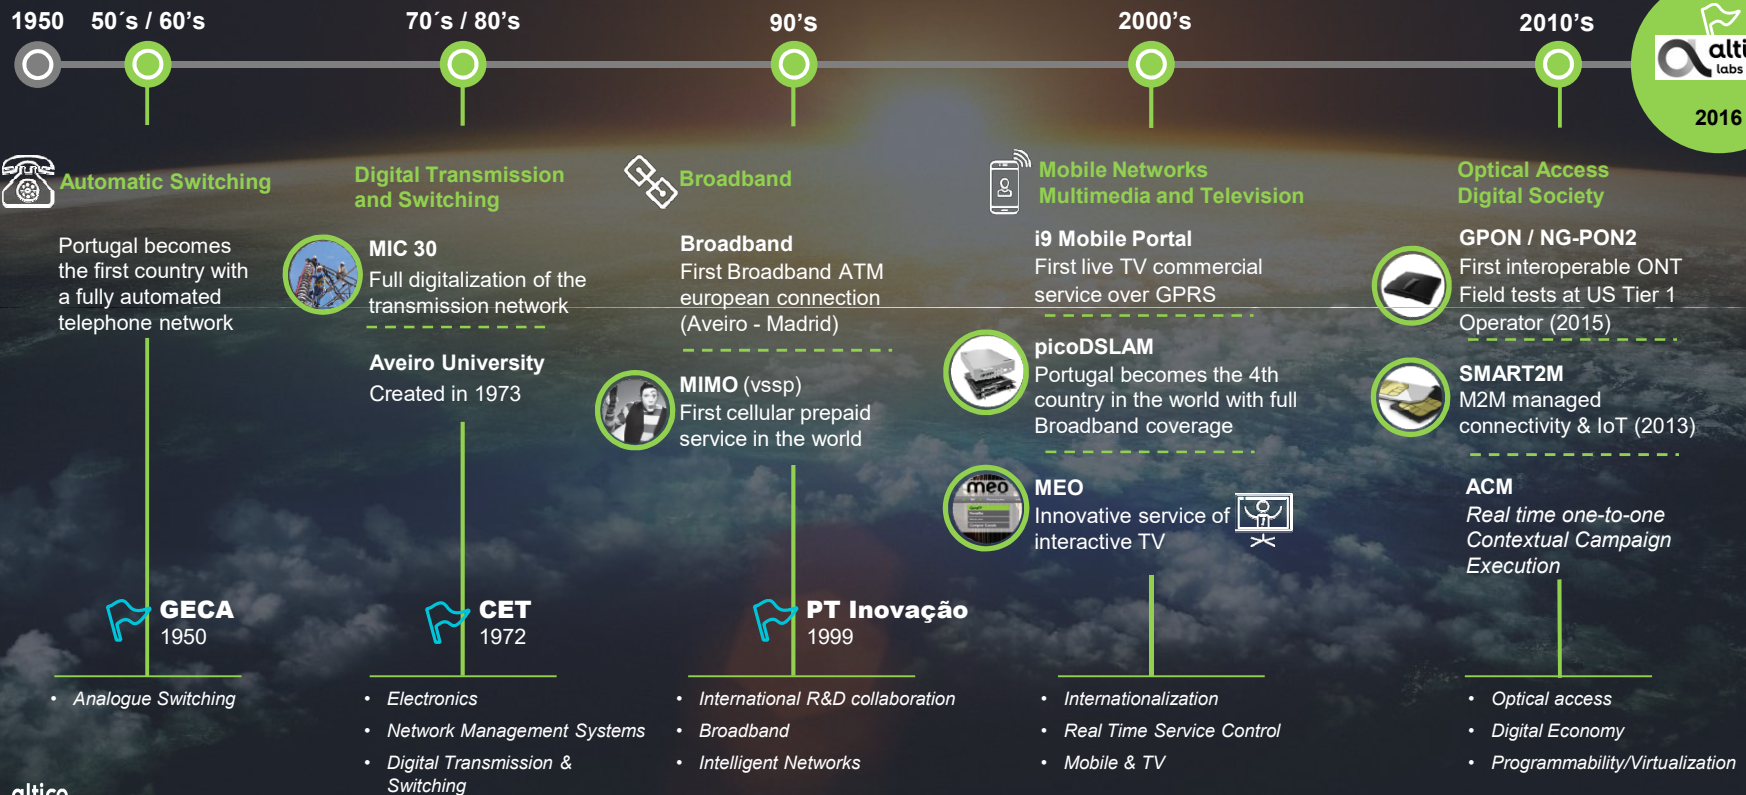 1950
50´s / 60's
70´s / 80's
90's
2000's
2010's
labs
2016
Automatic Switching
Portugal becomes
the first country with
a fully automated
telephone network
GECA
1950
• Analogue Switching
Digital Transmission
and Switching
MIC 30
Full digitalization of the
transmission network
Aveiro University
Created in 1973
CET
1972
• Electronics
• Network Management Systems
• Digital Transmission &
Switching
Broadband
Broadband
First Broadband ATM
european connection
(Aveiro - Madrid)
MIMO (vssp)
First cellular prepaid
service in the world
PT Inovação
1999
• International R&D collaboration
• Broadband
• Intelligent Networks
Mobile Networks
Multimedia and Television
i9 Mobile Portal
First live TV commercial
service over GPRS
picoDSLAM
Portugal becomes the 4th
country in the world with full
Broadband coverage
meo
MEO
Innovative service of
interactive TV
• Internationalization
• Real Time Service Control
• Mobile & TV
Optical Access
Digital Society
GPON / NG-PON2
First interoperable ONT
Field tests at US Tier 1
Operator (2015)
SMART2M
M2M managed
connectivity & IoT (2013)
ACM
Real time one-to-one
Contextual Campaign
Execution
• Optical access
• Digital Economy
• Programmability/Virtualization
altice